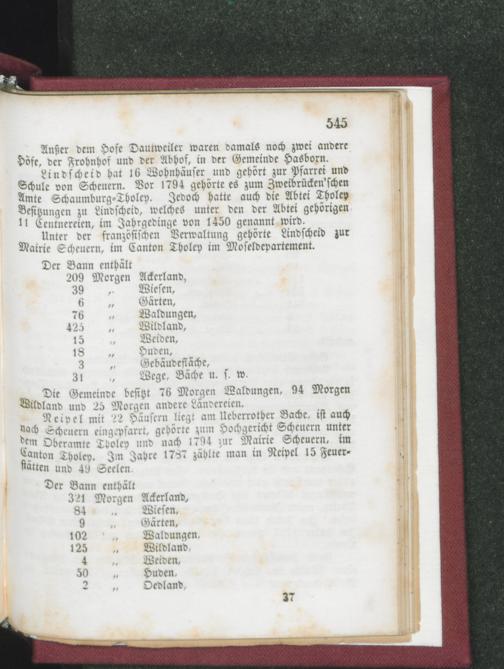 545
Außer dem Hofe Dautweiler waren damals noch zwei andere
Höfe, der Frohnhof und der Abhof, in der Gemeinde Hasborn.
Lindscheid hat 16 Wohnhäuser und gehört zur Pfarrei und
Schule von Scheuern. Vor 1794 gehörte es zum Zweibrücken'schen
Amte Schaumburg-Tholey. Jedoch hatte auch die Abtei Tholey
Besitzungen zu Lindscheid, welches unter den der Abtei gehörigen
11 Centnereien, im Jahrgedinge von 1450 genannt wird.
Unter der französischen Verwaltung gehörte Lindscheid zur
Mairie Scheuern, im Canton Tholey im Moseldepartement.
Der Bann enthält
209 Morgen Ackerland,
39 „ Wiesen,
6 „ Gärten,
76 „ Waldungen,
425 „ Wildland,
15 „ Weiden,
18 „ Huden,
3 „ Gebäudefläche,
31 „ Wege, Bäche u. s. w.
Die Gemeinde besitzt 76 Morgen Waldungen, 94 Morgen
Wildland und 25 Morgen andere Ländereien.
Neipel mit 22 Häusern liegt am Ueberrother Bache, ist auch
nach Scheuern eingepfarrt, gehörte zum Hochgericht Scheuern unter
dem Oberamte Tholey und nach 1794 zur Mairie Scheuern, im
Canton Tholey. Im Jahre 1787 zählte man in Neipel 15 Feuer-
stätten und 49 Seelen.
Der Bann enthält
321 Morgen Ackerland,
84 „ Wiesen,
9 „ Gärten,
102 „ Waldungen,
125 „ Wildland,
4 „ Weiden,
50 „ Huden,
2 „ Oedland,
37